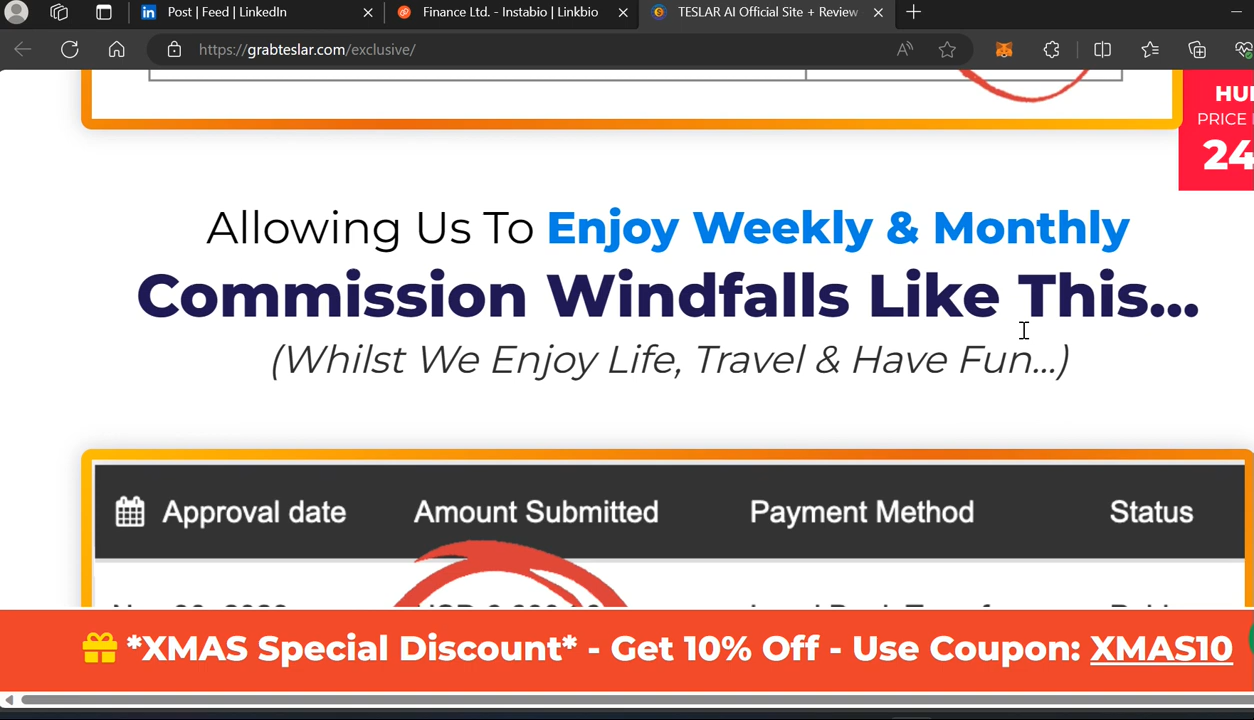 Post | Feed | LinkedIn
Finance Ltd. - Instabio | Linkbio
TESLAR AI Official Site + Review
https://grabteslar.com/exclusive/
PRICE
24
Allowing Us To Enjoy Weekly & Monthly
Commission Windfalls Like This...
(Whilst We Enjoy Life, Travel & Have Fun...)
Approval date Amount Submitted Payment Method Status
*XMAS Special Discount* - Get 10% Off - Use Coupon: XMAS10